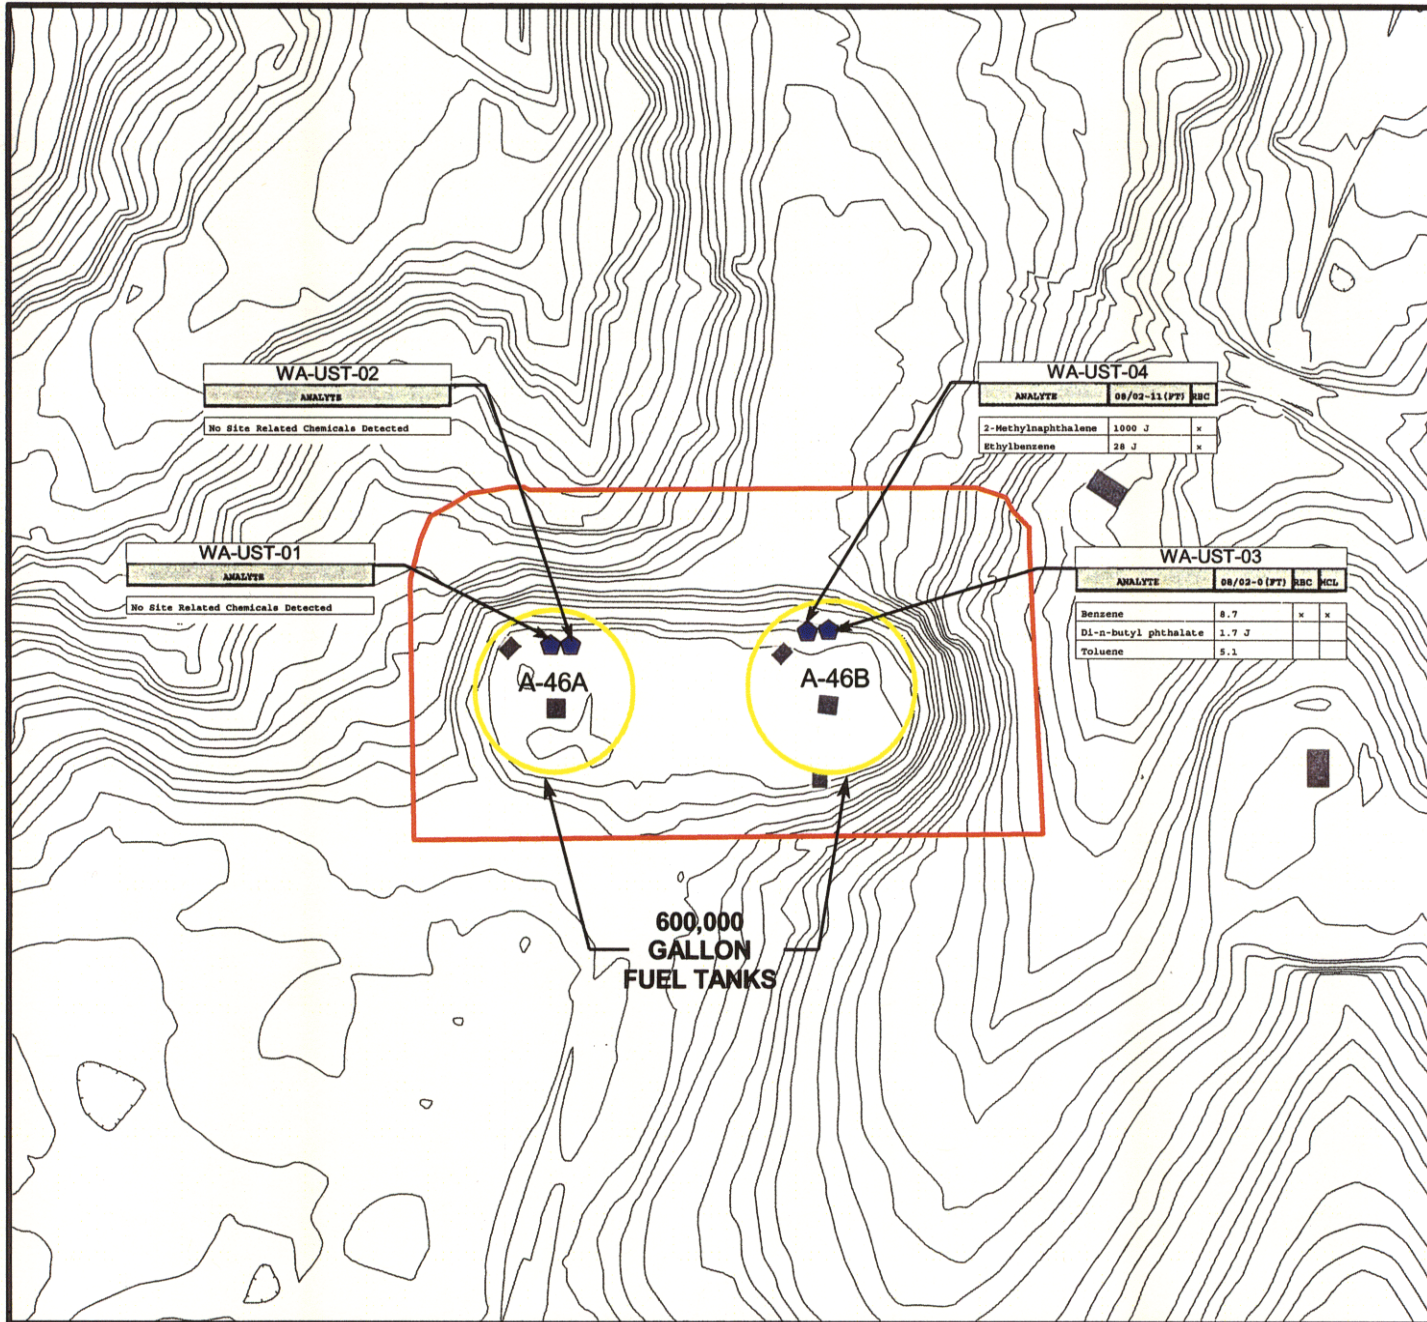 WA-UST-02
ANALYTE
No Site Related Chemicals Detected
WA-UST-04
ANALYTE 08/02-11(FT) RBC
2-Methylnaphthalene 1000 J x
Ethylbenzene 28 J x
WA-UST-01
ANALYTE
No Site Related Chemicals Detected
WA-UST-03
ANALYTE 08/02-0(FT) RBC MCL
Benzene 8.7 x x
Di-n-butyl phthalate 1.7 J
Toluene 5.1
A-46A
A-46B
600,000
GALLON
FUEL TANKS